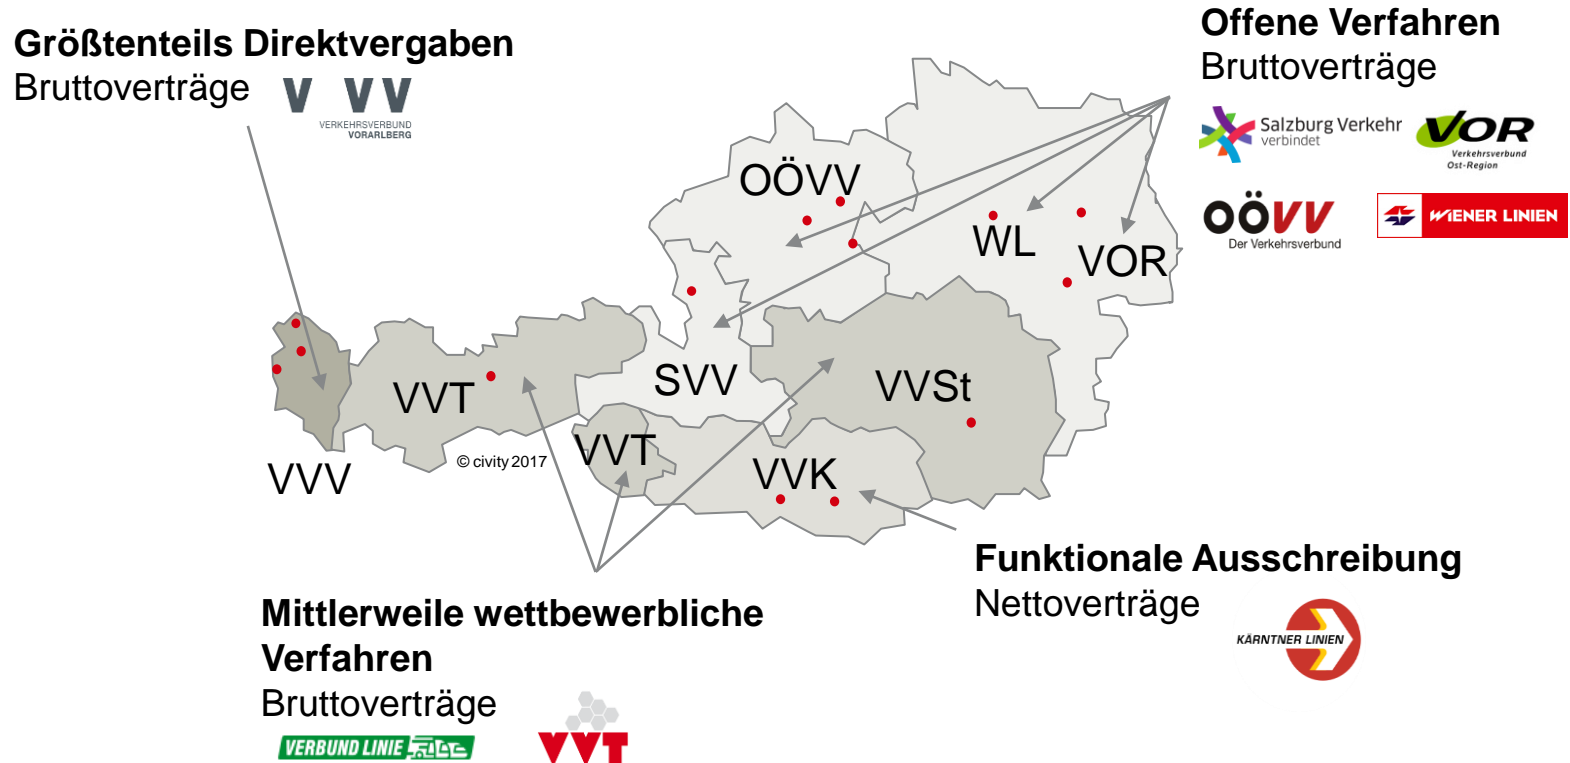 Größtenteils Direktvergaben
Bruttoverträge
V VV
VERKEHRSVERBUND
VORARLBERG
Offene Verfahren
Bruttoverträge
Salzburg Verkehr
verbindet
VOR
Verkehrsverbund
Ost-Region
OÖVV
Der Verkehrsverbund
WIENER LINIEN
OÖVV
WL
VOR
SVV
VVSt
VVT
VVT
VVK
VVV
© civity 2017
Funktionale Ausschreibung
Nettoverträge
KÄRNTNER LINIEN
Mittlerweile wettbewerbliche
Verfahren
Bruttoverträge
VERBUND LINIE
VVT